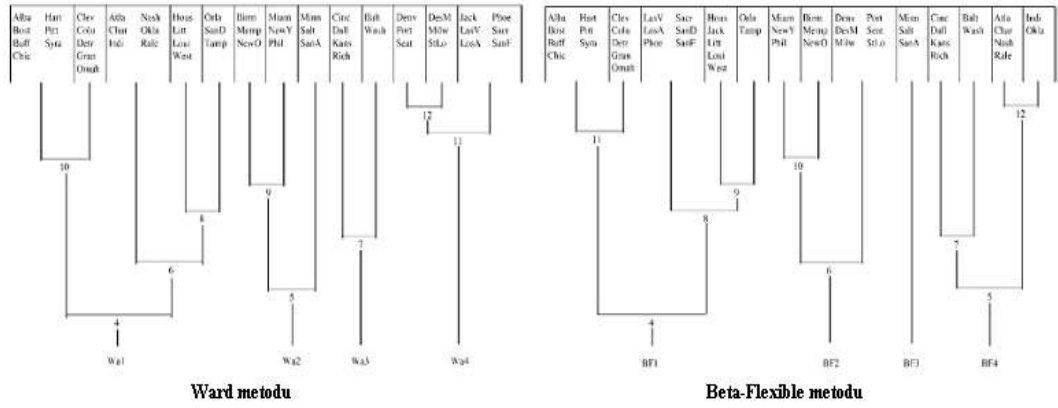 Alba Hart Clev Atla Nash Hous Orla Birm Miam Minn Cinc Balt Denv DesM Jack Phoe
Bost Pitt Colu Char Okla Litt SanD Memp NewY Salt Dall Wash Port Milw LasV Sacr
Buff Syra Detr Indi Rale Loui Tamp NewO Phil SanA Kans Seat StLo LosA SanF
Chic Gran West Rich
Omah
12
11
10
9
8
7
6
5
4
Wa1 Wa2 Wa3 Wa4
Ward metodu
Alba Hart Clev LasV Sacr Hous Orla Miam Birm Denv Port Minn Cinc Balt Atla Indi
Bost Pitt Colu LosA SanD Jack Tamp NewY Memp DesM Seat Salt Dall Wash Char Okla
Buff Syra Detr Phoe SanF Litt Phil NewO Milw StLo SanA Kans Nash
Chic Gran Loui Rich Rale
Omah West
12
11
10
9
8
7
6
5
4
BF1 BF2 BF3 BF4
Beta-Flexible metodu